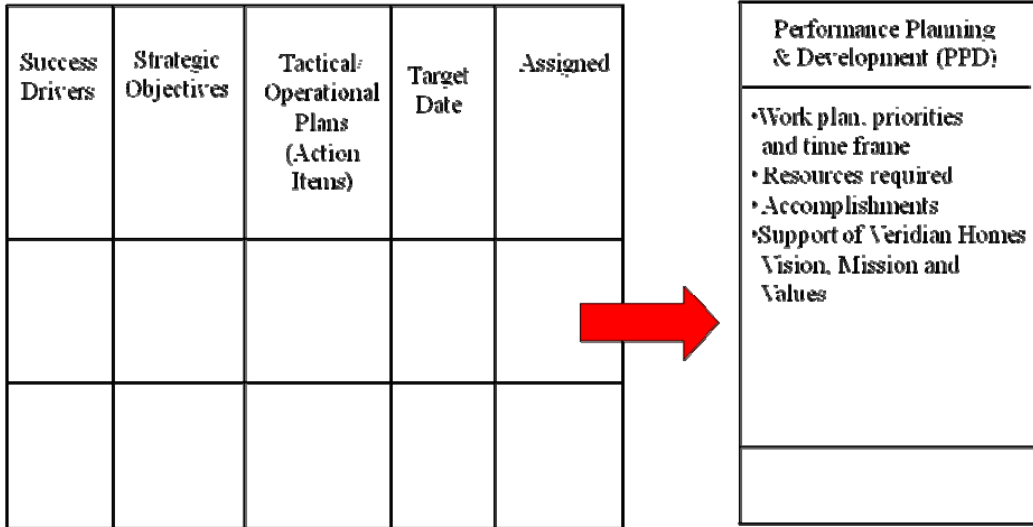 Success
Drivers
Strategic
Objectives
Tactical/
Operational
Plans
(Action
Items)
Target
Date
Assigned
Performance Planning
& Development (PPD)
•Work plan, priorities
and time frame
• Resources required
• Accomplishments
•Support of Veridian Homes
Vision, Mission and
Values